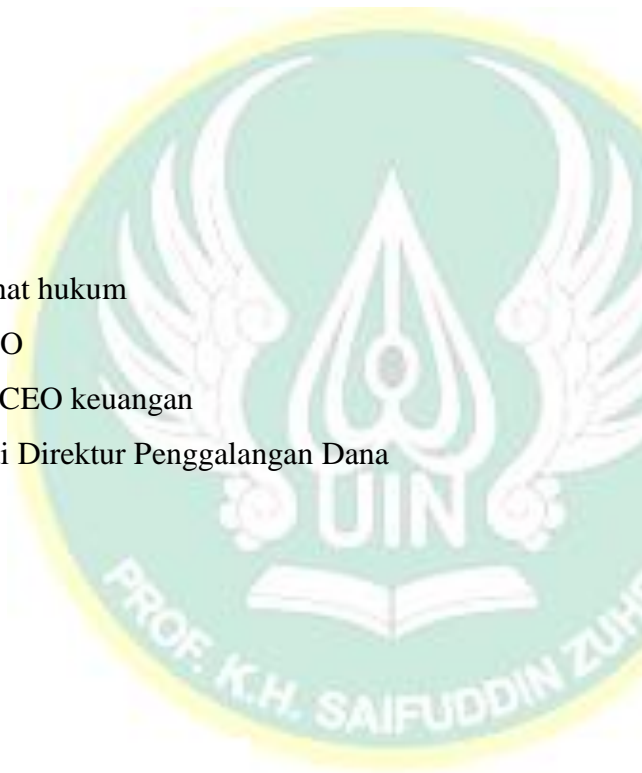 nat hukum
O
CEO keuangan
i Direktur Penggalangan Dana
UIN
PROF. K.H. SAIFUDDIN ZUH